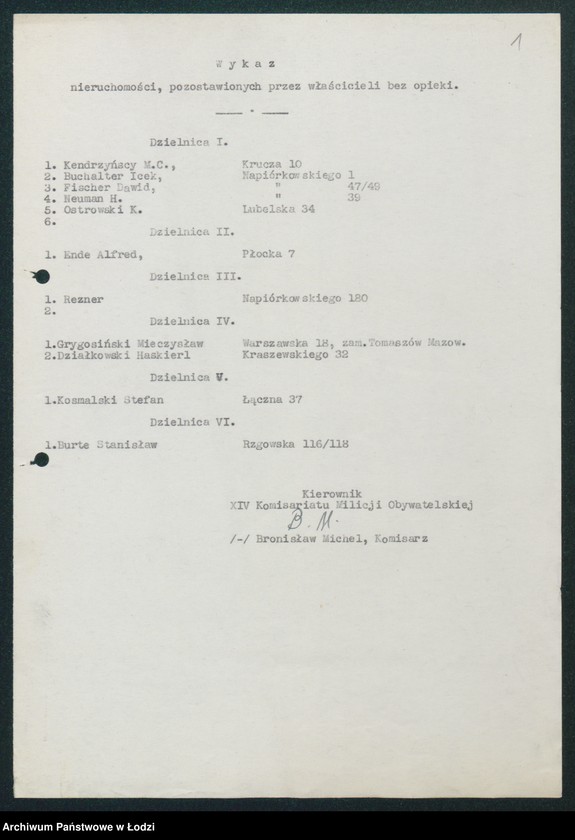 1
W y k a z
nieruchomości, pozostawionych przez właścicieli bez opieki.
Dzielnica I.
1. Kendrzyńscy M.C., Krucza 10
2. Buchalter Icek, Napiórkowskiego 1
3. Fischer Dawid, " 47/49
4. Neuman H. " 39
5. Ostrowski K. Lubelska 34
6.
Dzielnica II.
1. Ende Alfred, Płocka 7
Dzielnica III.
1. Rezner Napiórkowskiego 180
2.
Dzielnica IV.
1.Grygosiński Mieczysław Warszawska 18, zam.Tomaszów Mazow.
2.Działkowski Haskierl Kraszewskiego 32
Dzielnica V.
1.Kosmalski Stefan Łączna 37
Dzielnica VI.
1.Burte Stanisław Rzgowska 116/118
Kierownik
XIV Komisariatu Milicji Obywatelskiej
B. M.
/-/ Bronisław Michel, Komisarz
Archiwum Państwowe w Łodzi